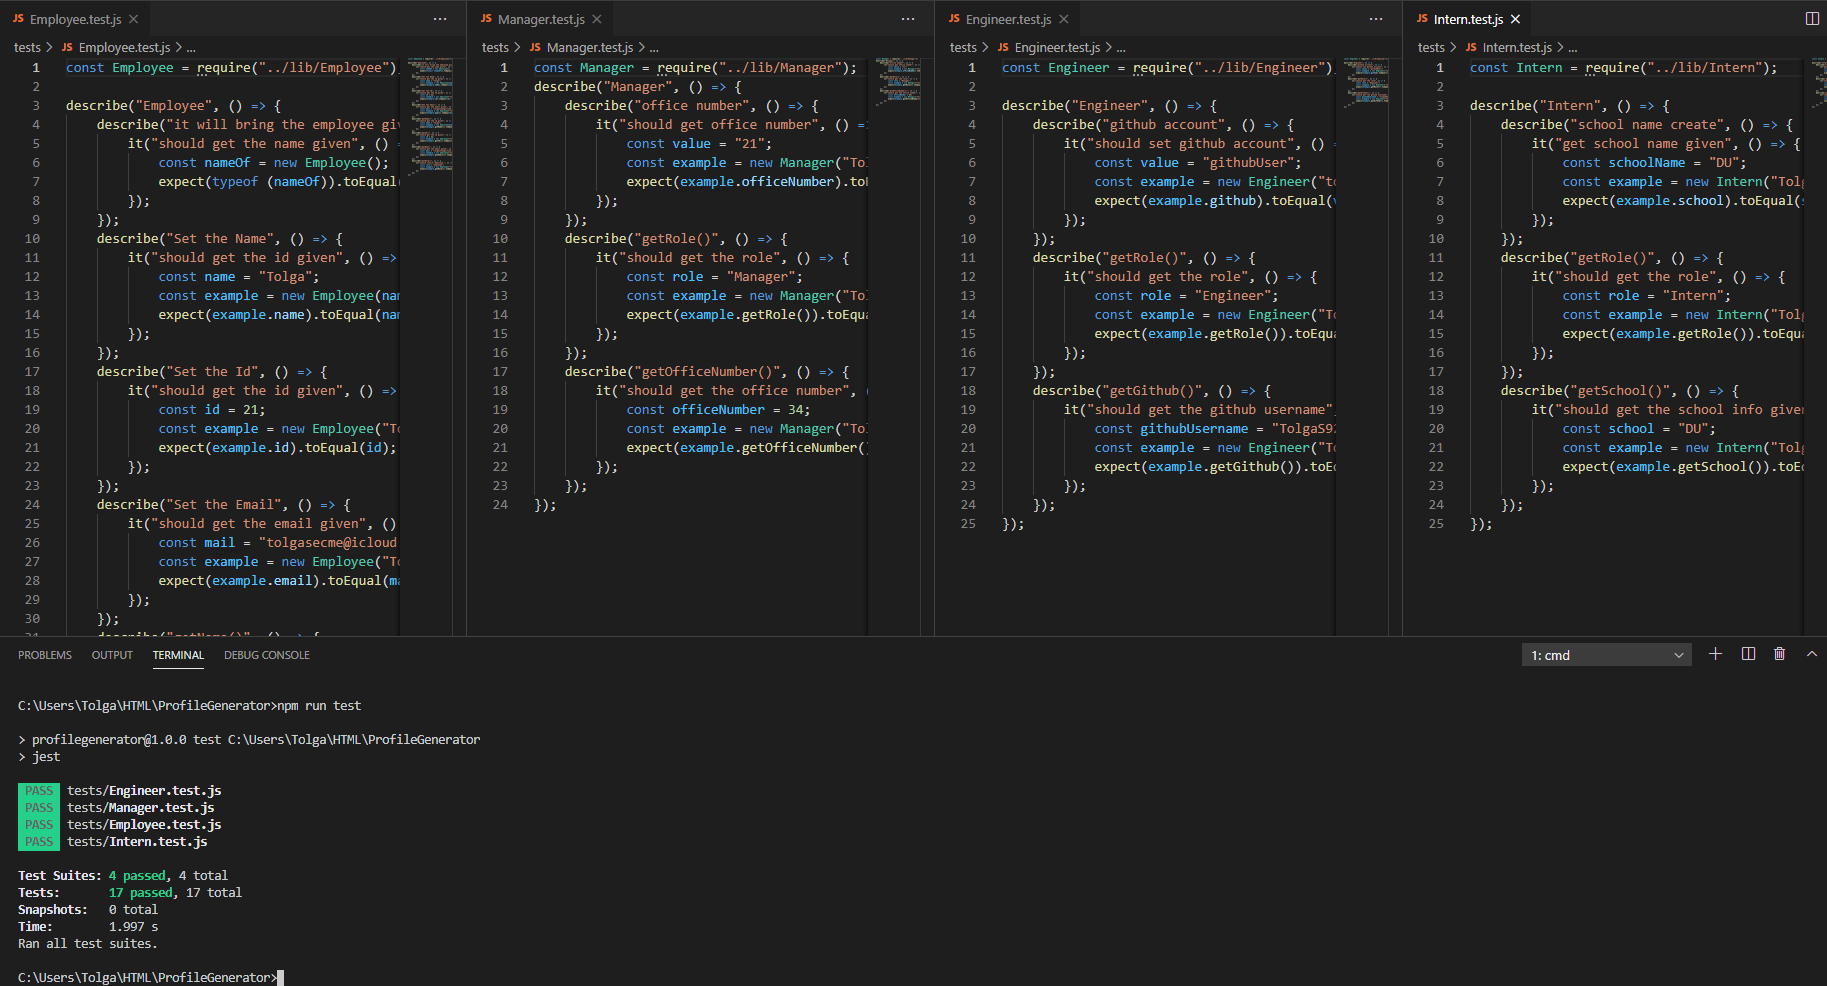 JS Employee.test.js
tests > JS Employee.test.js > ...
1 const Employee = require("../lib/Employee")
2
3 describe("Employee", () => {
4 describe("it will bring the employee giv
5 it("should get the name given", ()
6 const nameOf = new Employee();
7 expect(typeof (nameOf)).toEqual(
8 });
9 });
10 describe("Set the Name", () => {
11 it("should get the id given", () =>
12 const name = "Tolga";
13 const example = new Employee(nam
14 expect(example.name).toEqual(nam
15 });
16 });
17 describe("Set the Id", () => {
18 it("should get the id given", () =>
19 const id = 21;
20 const example = new Employee("To
21 expect(example.id).toEqual(id);
22 });
23 });
24 describe("Set the Email", () => {
25 it("should get the email given", ()
26 const mail = "tolgasecme@icloud
27 const example = new Employee("To
28 expect(example.email).toEqual(ma
29 });
30 });
JS Manager.test.js
tests > JS Manager.test.js > ...
1 const Manager = require("../lib/Manager");
2 describe("Manager", () => {
3 describe("office number", () => {
4 it("should get office number", () =>
5 const value = "21";
6 const example = new Manager("Tol
7 expect(example.officeNumber).toE
8 });
9 });
10 describe("getRole()", () => {
11 it("should get the role", () => {
12 const role = "Manager";
13 const example = new Manager("Tol
14 expect(example.getRole()).toEqua
15 });
16 });
17 describe("getOfficeNumber()", () => {
18 it("should get the office number", (
19 const officeNumber = 34;
20 const example = new Manager("Tol
21 expect(example.getOfficeNumber()
22 });
23 });
24 });
JS Engineer.test.js
tests > JS Engineer.test.js > ...
1 const Engineer = require("../lib/Engineer")
2
3 describe("Engineer", () => {
4 describe("github account", () => {
5 it("should set github account", () =
6 const value = "githubUser";
7 const example = new Engineer("to
8 expect(example.github).toEqual(v
9 });
10 });
11 describe("getRole()", () => {
12 it("should get the role", () => {
13 const role = "Engineer";
14 const example = new Engineer("To
15 expect(example.getRole()).toEqua
16 });
17 });
18 describe("getGithub()", () => {
19 it("should get the github username",
20 const githubUsername = "TolgaS92
21 const example = new Engineer("To
22 expect(example.getGithub()).toEq
23 });
24 });
25 });
JS Intern.test.js
tests > JS Intern.test.js > ...
1 const Intern = require("../lib/Intern");
2
3 describe("Intern", () => {
4 describe("school name create", () => {
5 it("get school name given", () => {
6 const schoolName = "DU";
7 const example = new Intern("Tolg
8 expect(example.school).toEqual(s
9 });
10 });
11 describe("getRole()", () => {
12 it("should get the role", () => {
13 const role = "Intern";
14 const example = new Intern("Tolg
15 expect(example.getRole()).toEqua
16 });
17 });
18 describe("getSchool()", () => {
19 it("should get the school info given
20 const school = "DU";
21 const example = new Intern("Tolg
22 expect(example.getSchool()).toEq
23 });
24 });
25 });
PROBLEMS OUTPUT TERMINAL DEBUG CONSOLE 1: cmd
C:\Users\Tolga\HTML\ProfileGenerator>npm run test
> profilegenerator@1.0.0 test C:\Users\Tolga\HTML\ProfileGenerator
> jest
PASS tests/Engineer.test.js
PASS tests/Manager.test.js
PASS tests/Employee.test.js
PASS tests/Intern.test.js
Test Suites: 4 passed, 4 total
Tests: 17 passed, 17 total
Snapshots: 0 total
Time: 1.997 s
Ran all test suites.
C:\Users\Tolga\HTML\ProfileGenerator>